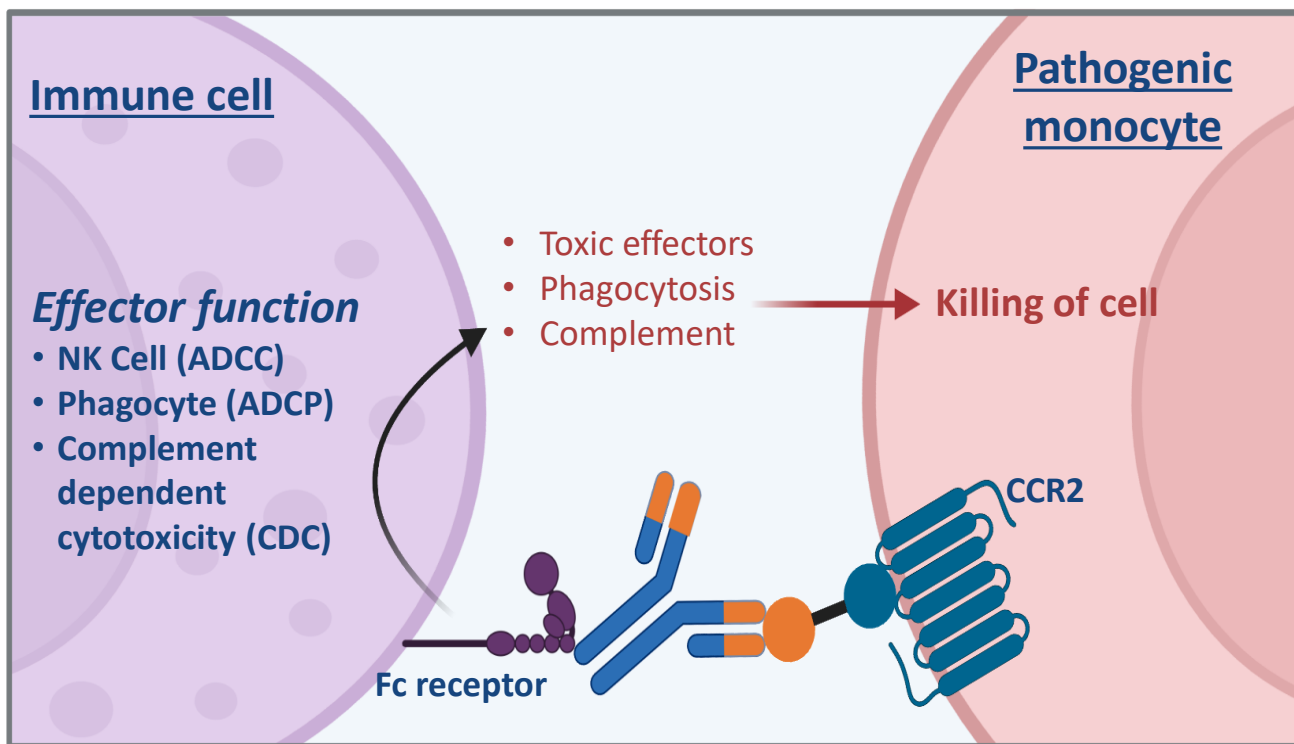 Immune cell
Pathogenic
monocyte
• Toxic effectors
• Phagocytosis
• Complement
Killing of cell
Effector function
• NK Cell (ADCC)
• Phagocyte (ADCP)
• Complement
dependent
cytotoxicity (CDC)
CCR2
Fc receptor